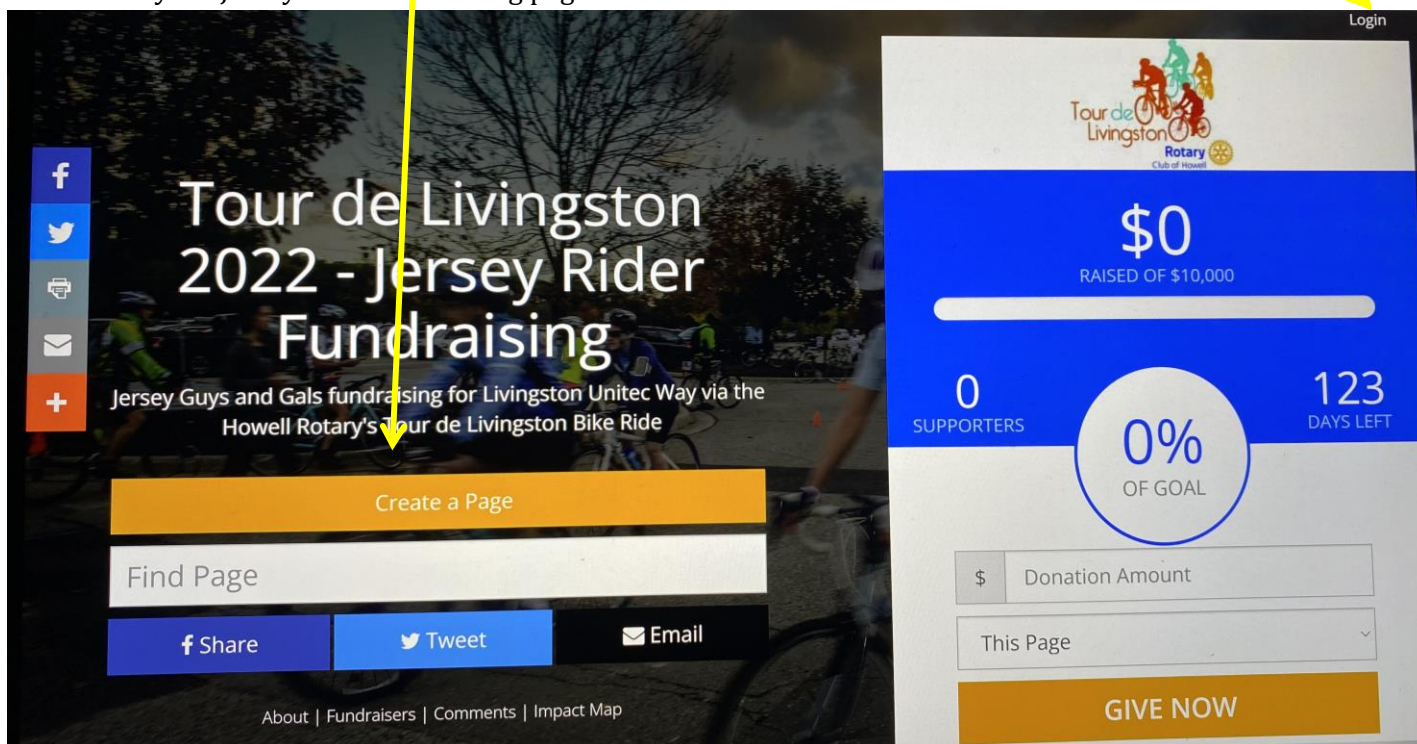 Login
Tour de
Livingston
Rotary
Club of Howell
f
Tour de Livingston
2022 - Jersey Rider
Fundraising
Jersey Guys and Gals fundraising for Livingston Unitec Way via the
Howell Rotary's Tour de Livingston Bike Ride
Create a Page
Find Page
f Share
Tweet
Email
About | Fundraisers | Comments | Impact Map
$0
RAISED OF $10,000
0
SUPPORTERS
123
DAYS LEFT
0%
OF GOAL
$ Donation Amount
This Page
GIVE NOW